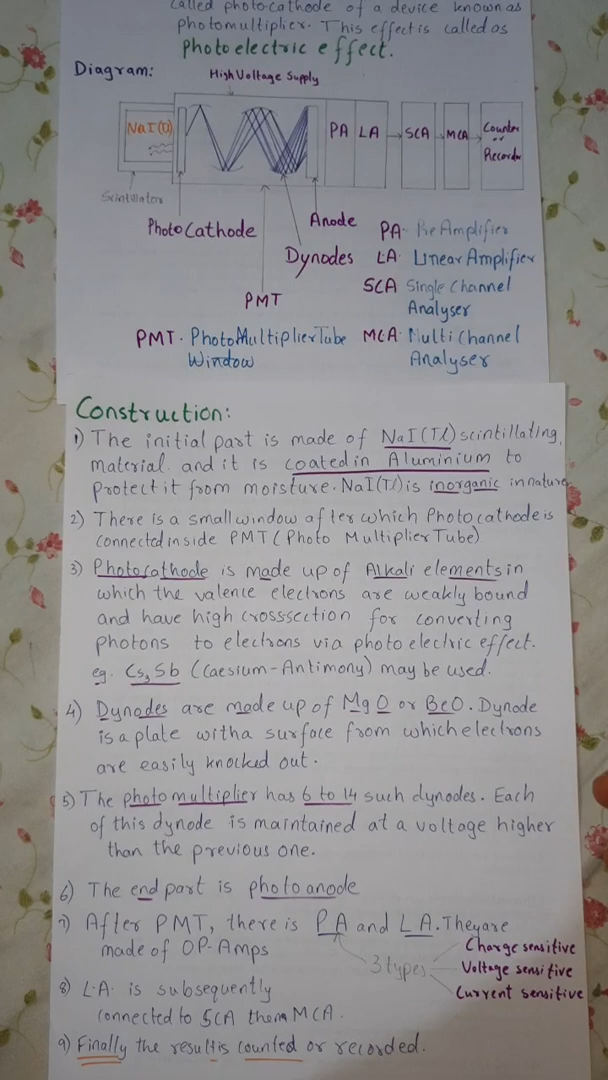 called photocathode of a device known as
photomultiplier. This effect is called as
photoelectric effect.
Diagram:
High Voltage Supply
NaI(Tl)
PA LA SCA MCA Counter or Recorder
Scintillator
PhotoCathode
Anode
Dynodes
PMT
PA- Pre Amplifier
LA- Linear Amplifier
SCA Single Channel
Analyser
PMT- PhotoMultiplierTube
Window
MCA- Multi Channel
Analyser
Construction:
1) The initial part is made of NaI(Tl) scintillating
material and it is coated in Aluminium to
protect it from moisture. NaI(Tl) is inorganic in nature
2) There is a small window after which Photocathode is
connected inside PMT (Photo Multiplier Tube)
3) Photocathode is made up of Alkali elements in
which the valence electrons are weakly bound
and have high crosssection for converting
photons to electrons via photo electric effect.
eg. Cs₃Sb (Caesium-Antimony) may be used.
4) Dynodes are made up of MgO or BeO. Dynode
is a plate with a surface from which electrons
are easily knocked out.
5) The photomultiplier has 6 to 14 such dynodes. Each
of this dynode is maintained at a voltage higher
than the previous one.
6) The end part is photoanode
7) After PMT, there is PA and LA. They are
made of OP-Amps
3 types
Charge sensitive
Voltage sensitive
Current sensitive
8) L.A. is subsequently
connected to SCA then MCA.
9) Finally the result is counted or recorded.